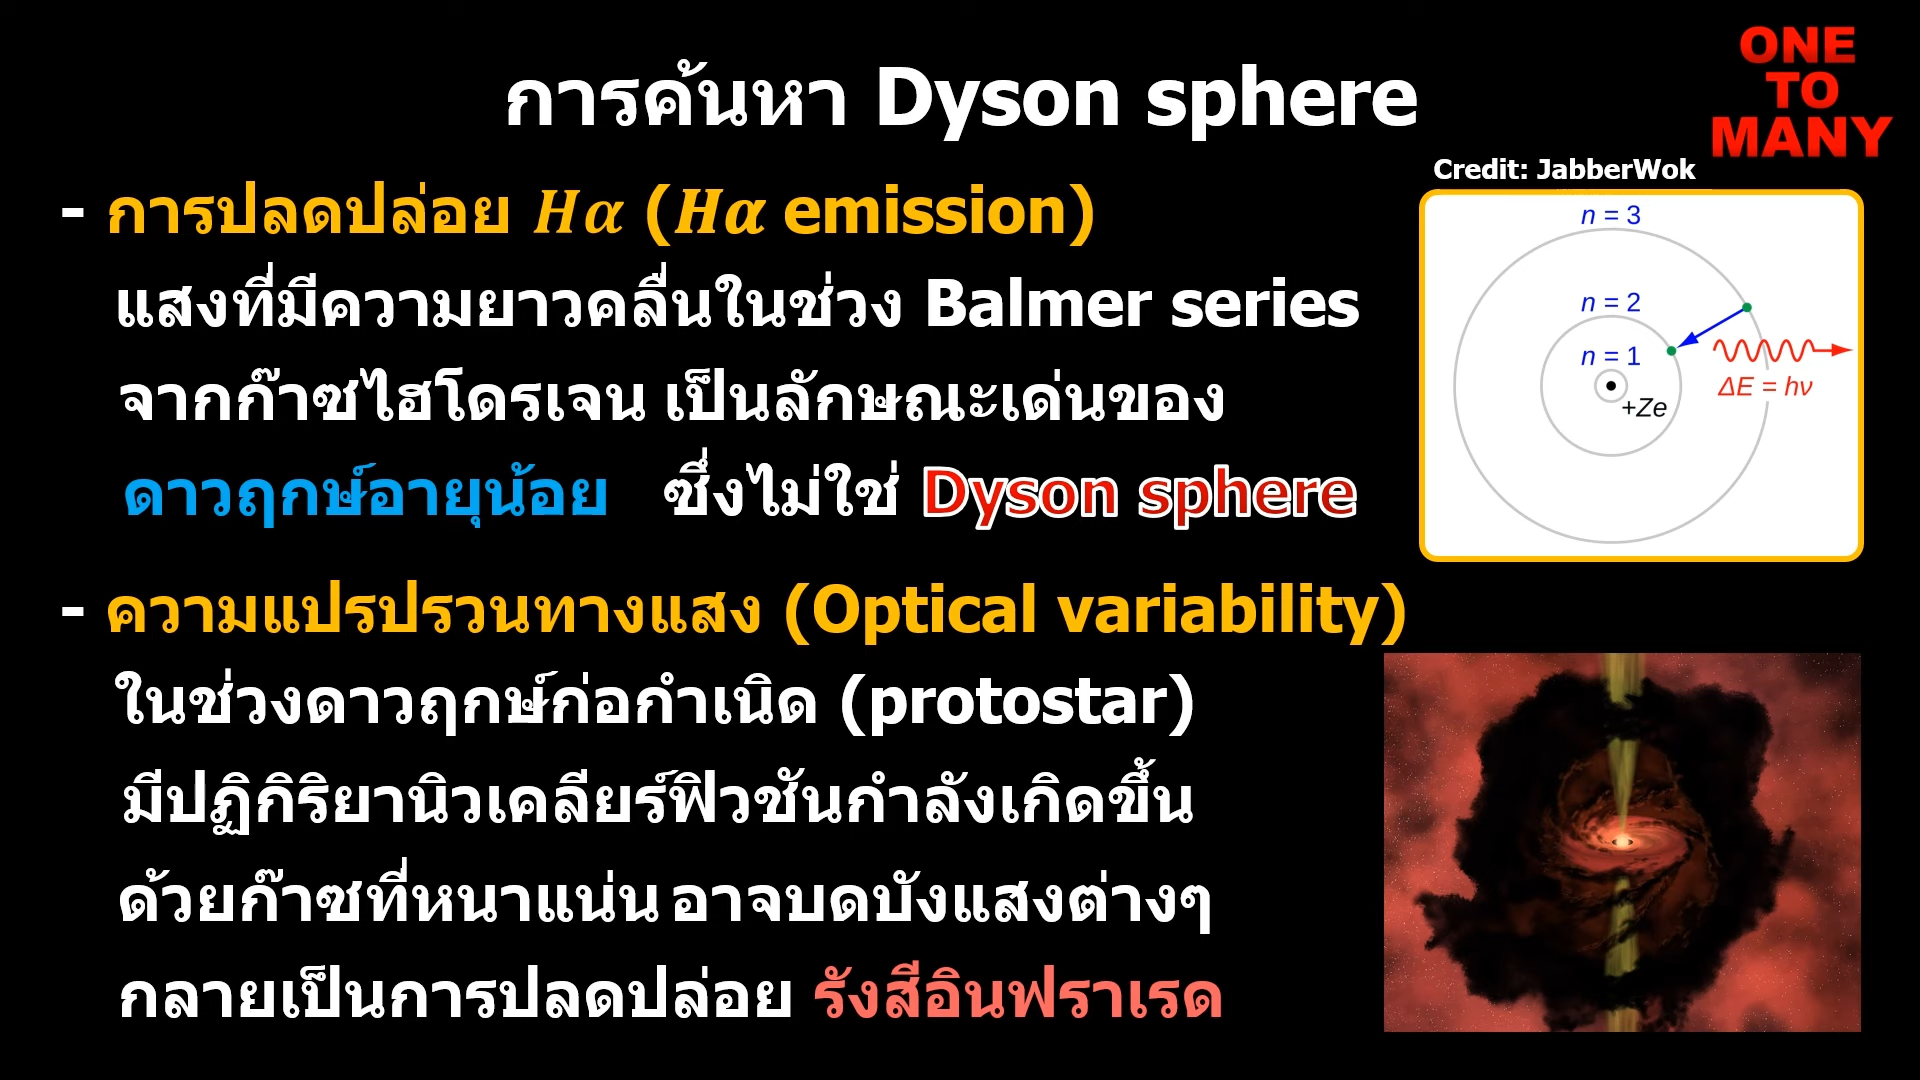 การค้นหา Dyson sphere
ONE
TO
MANY
- การปลดปล่อย Hα (Hα emission)
แสงที่มีความยาวคลื่นในช่วง Balmer series
จากก๊าซไฮโดรเจน เป็นลักษณะเด่นของ
ดาวฤกษ์อายุน้อย ซึ่งไม่ใช่ Dyson sphere
Credit: JabberWok
n = 3
n = 2
n = 1
+Ze
ΔE = hν
- ความแปรปรวนทางแสง (Optical variability)
ในช่วงดาวฤกษ์ก่อกำเนิด (protostar)
มีปฏิกิริยานิวเคลียร์ฟิวชันกำลังเกิดขึ้น
ด้วยก๊าซที่หนาแน่น อาจบดบังแสงต่างๆ
กลายเป็นการปลดปล่อย รังสีอินฟราเรด